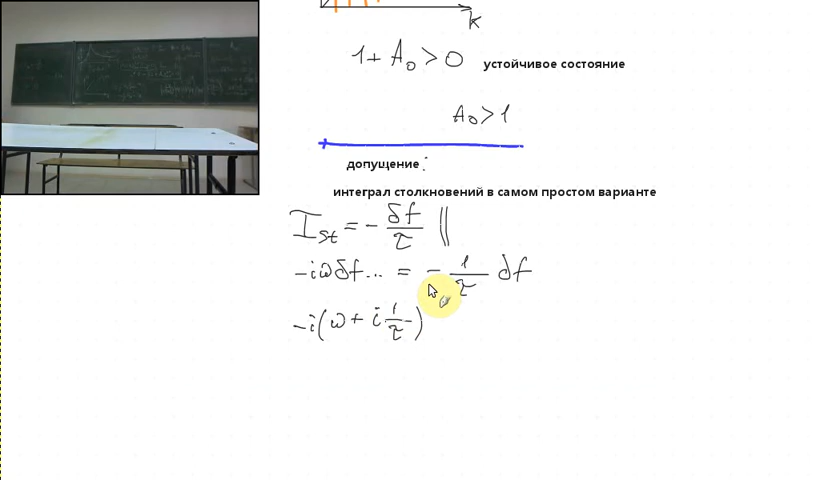 k
1 + A₀ > 0 устойчивое состояние
A₀ > 1
допущение:
интеграл столкновений в самом простом варианте
I_St = - δf/τ ||
-iωδf... = - 1/τ δf
-i(ω + i 1/τ)